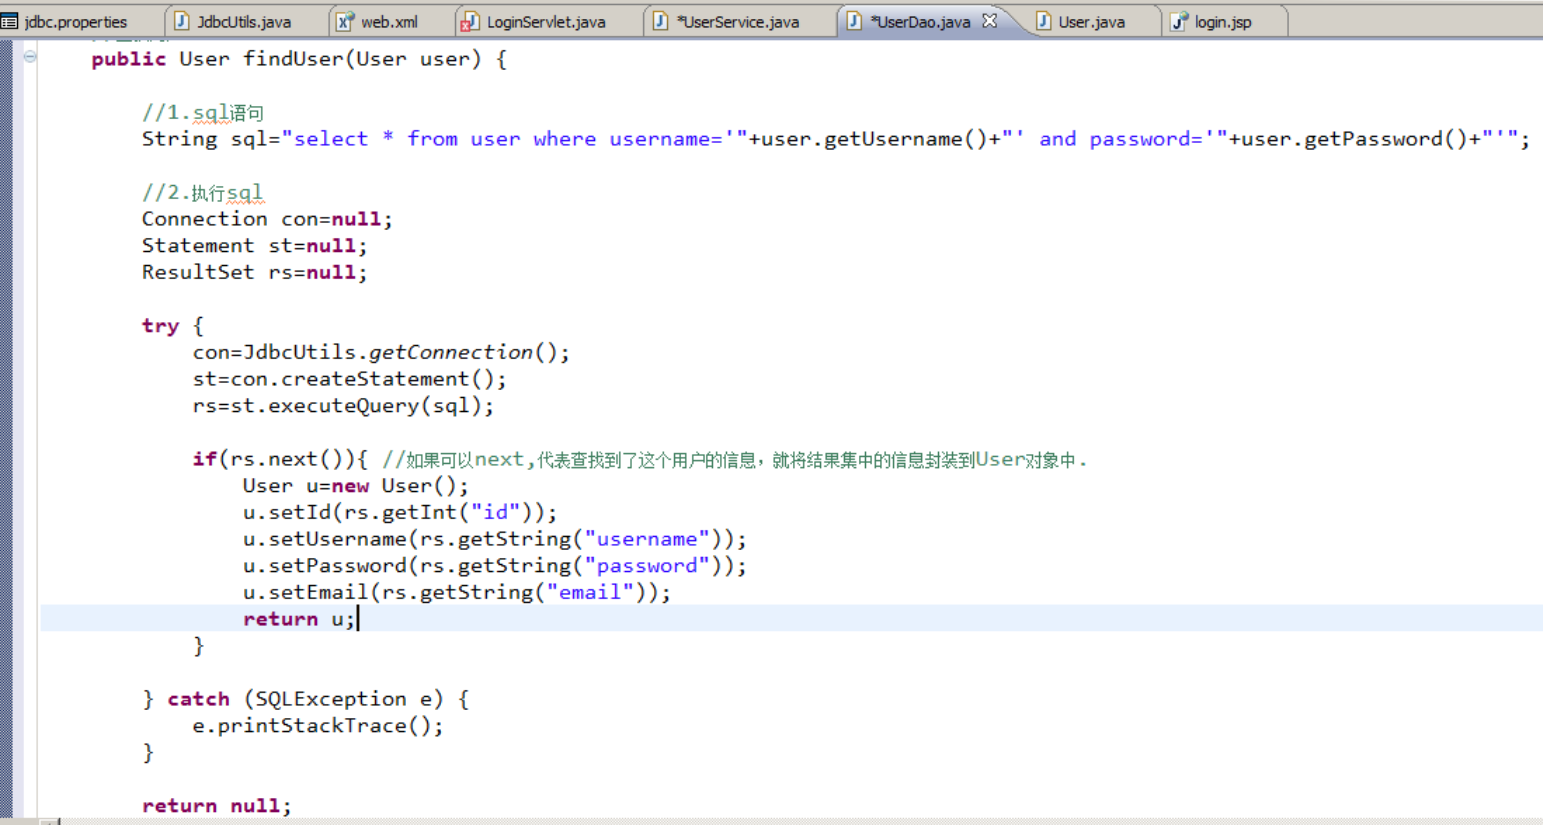 jdbc.properties JdbcUtils.java web.xml LoginServlet.java *UserService.java *UserDao.java User.java login.jsp
public User findUser(User user) {
//1.sql语句
String sql="select * from user where username='"+user.getUsername()+"' and password='"+user.getPassword()+"'";
//2.执行sql
Connection con=null;
Statement st=null;
ResultSet rs=null;
try {
con=JdbcUtils.getConnection();
st=con.createStatement();
rs=st.executeQuery(sql);
if(rs.next()){ //如果可以next,代表查找到了这个用户的信息，就将结果集中的信息封装到User对象中.
User u=new User();
u.setId(rs.getInt("id"));
u.setUsername(rs.getString("username"));
u.setPassword(rs.getString("password"));
u.setEmail(rs.getString("email"));
return u;
}
} catch (SQLException e) {
e.printStackTrace();
}
return null;